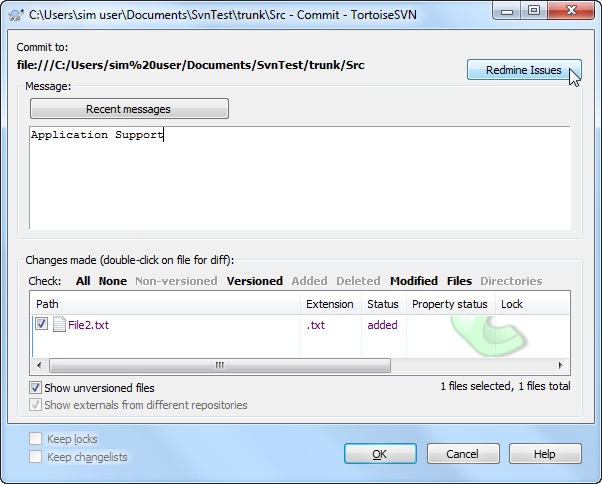 C:\Users\sim user\Documents\SvnTest\trunk\Src - Commit - TortoiseSVN
Commit to:
file:///C:/Users/sim%20user/Documents/SvnTest/trunk/Src
Redmine Issues
Message:
Recent messages
Application Support
Changes made (double-click on file for diff):
Check: All None Non-versioned Versioned Added Deleted Modified Files Directories
Path Extension Status Property status Lock
File2.txt .txt added
Show unversioned files
1 files selected, 1 files total
Show externals from different repositories
Keep locks
Keep changelists
OK Cancel Help